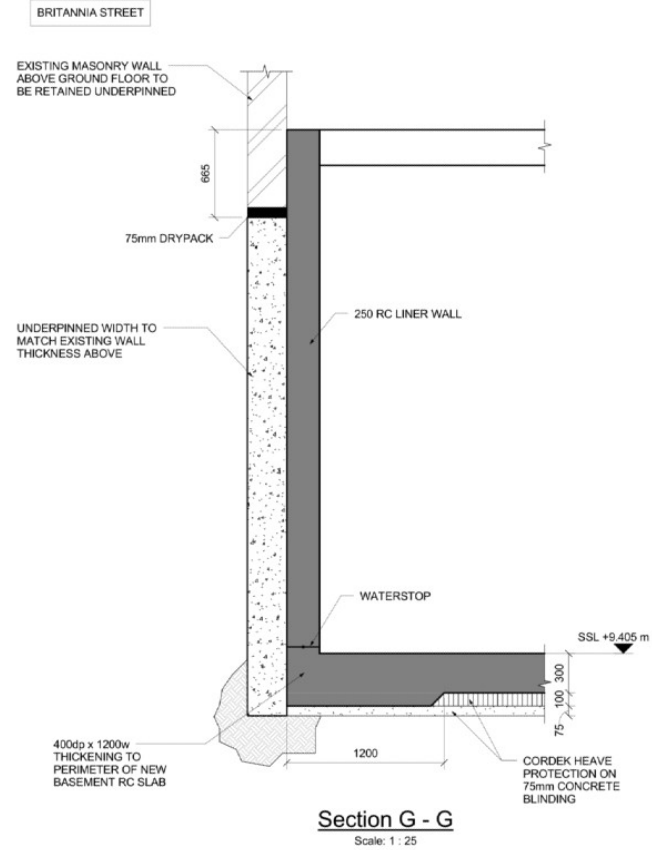 BRITANNIA STREET
EXISTING MASONRY WALL
ABOVE GROUND FLOOR TO
BE RETAINED UNDERPINNED
665
75mm DRYPACK
250 RC LINER WALL
UNDERPINNED WIDTH TO
MATCH EXISTING WALL
THICKNESS ABOVE
WATERSTOP
SSL +9.405 m
300
100
75
400dp x 1200w
THICKENING TO
PERIMETER OF NEW
BASEMENT RC SLAB
1200
CORDEK HEAVE
PROTECTION ON
75mm CONCRETE
BLINDING
Section G - G
Scale: 1 : 25